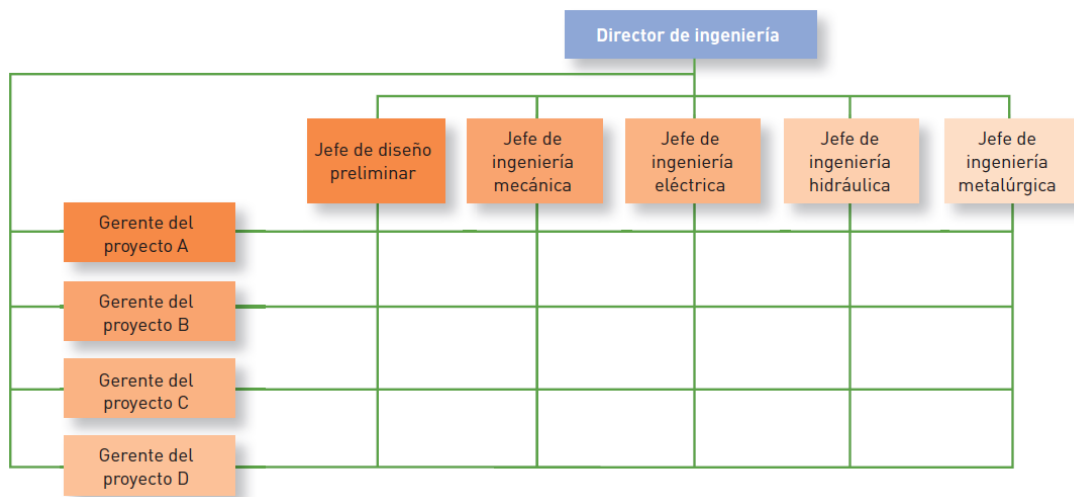 Director de ingeniería
Jefe de diseño
preliminar
Jefe de
ingeniería
mecánica
Jefe de
ingeniería
eléctrica
Jefe de
ingeniería
hidráulica
Jefe de
ingeniería
metalúrgica
Gerente del
proyecto A
Gerente del
proyecto B
Gerente del
proyecto C
Gerente del
proyecto D